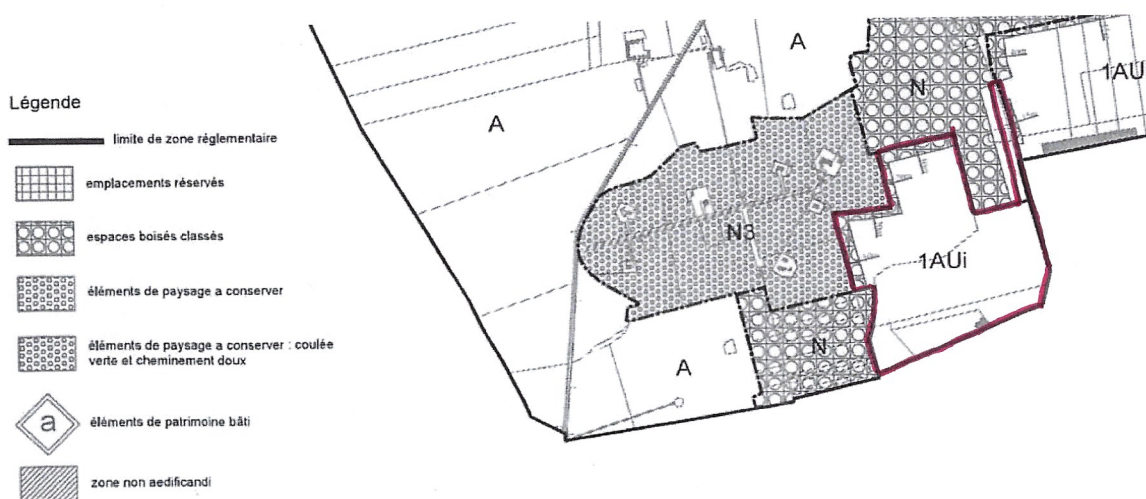 Légende
limite de zone règlementaire
emplacements réservés
espaces boisés classés
éléments de paysage a conserver
éléments de paysage a conserver : coulée
verte et cheminement doux
a
éléments de patrimoine bâti
zone non aedificandi
A
A
N
1AU
N3
1AUi
A
N